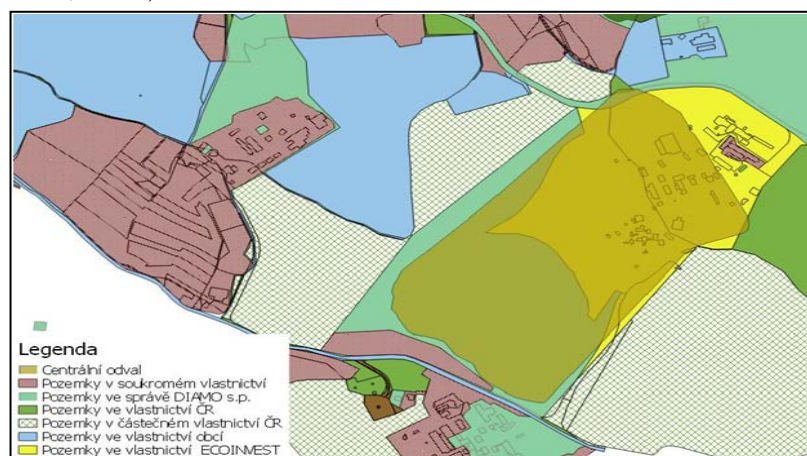 Legenda
Centrální odval
Pozemky v soukromém vlastnictví
Pozemky ve správě DIAMO s.p.
Pozemky ve vlastnictví ČR
Pozemky v částečném vlastnictví ČR
Pozemky ve vlastnictví obcí
Pozemky ve vlastnictví ECOINVEST